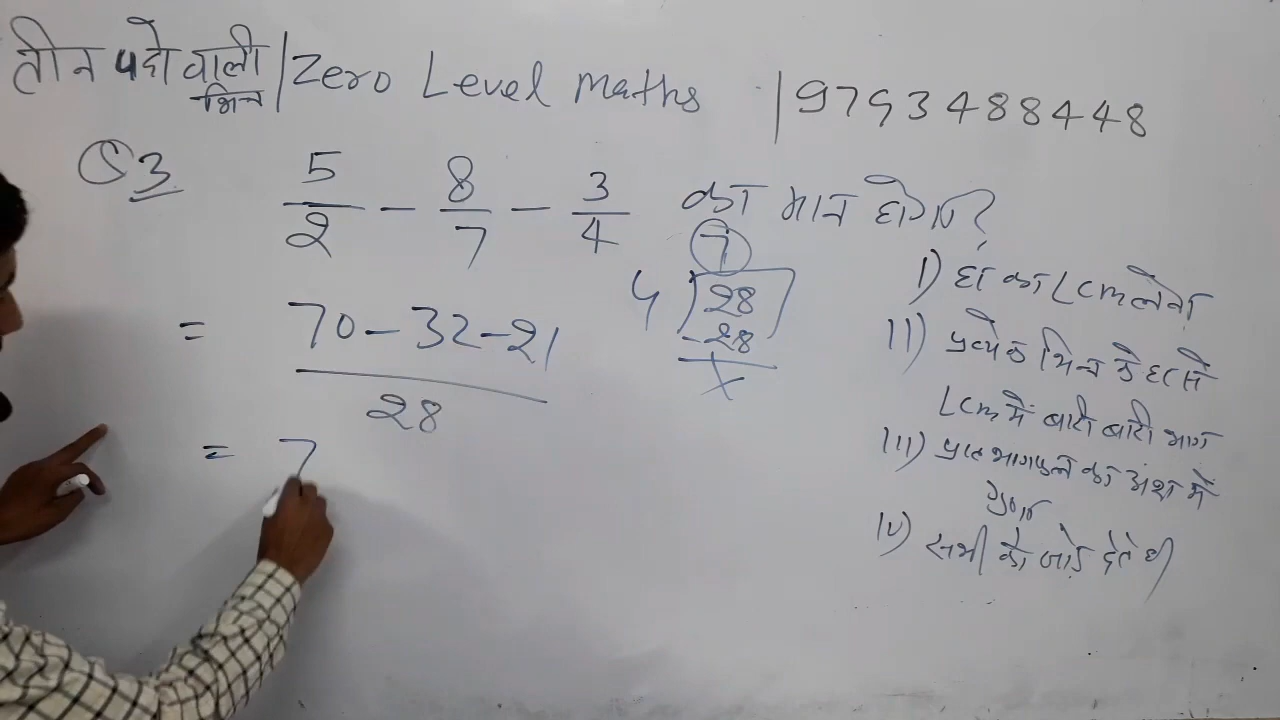 तीन पदो वाली भिन्न | Zero Level maths | 9793488448
Q3 5/2 - 8/7 - 3/4 का मान होगा?
= 70 - 32 - 21 / 28
= 7
7
4) 28
- 28
x
I) हर का Lcm लेना
II) प्रत्येक भिन्न के हर से
Lcm में बारी बारी भाग
III) प्राप्त भागफल का अंश में
गुणा
IV) सभी को जोड़ देते